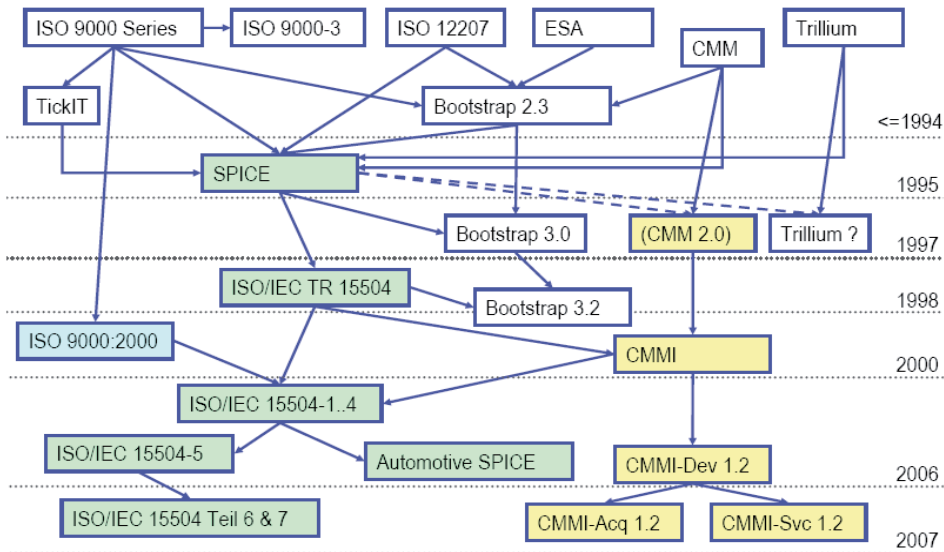 ISO 9000 Series
ISO 9000-3
ISO 12207
ESA
CMM
Trillium
TickIT
Bootstrap 2.3
<=1994
SPICE
1995
Bootstrap 3.0
(CMM 2.0)
Trillium ?
1997
ISO/IEC TR 15504
Bootstrap 3.2
1998
ISO 9000:2000
CMMI
2000
ISO/IEC 15504-1..4
ISO/IEC 15504-5
Automotive SPICE
CMMI-Dev 1.2
2006
ISO/IEC 15504 Teil 6 & 7
CMMI-Acq 1.2
CMMI-Svc 1.2
2007